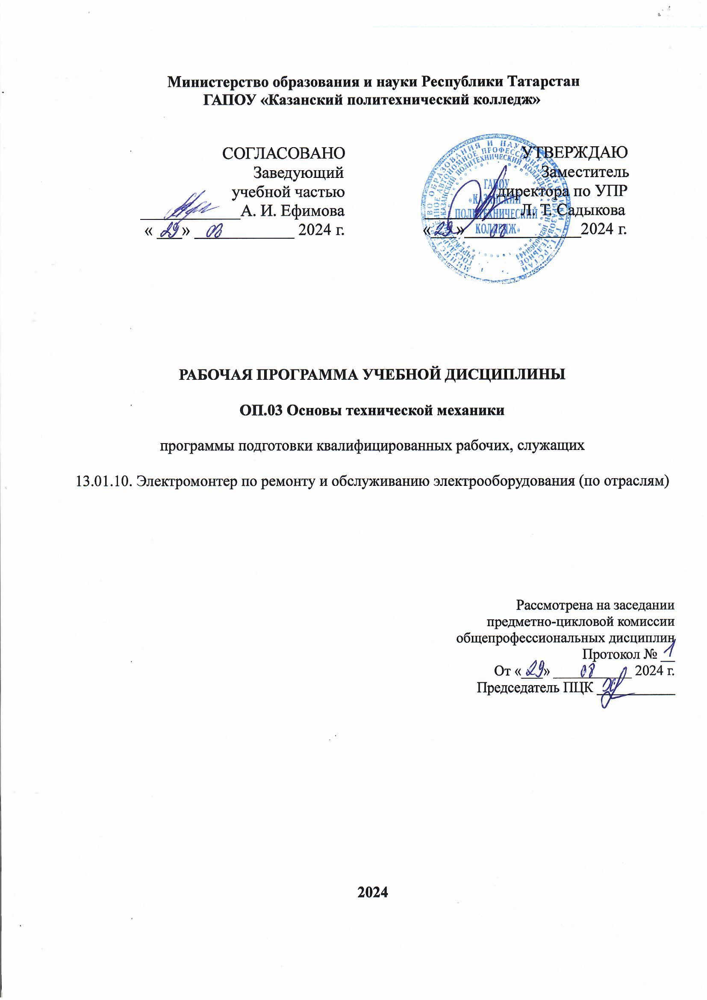 Министерство образования и науки Республики Татарстан
ГАПОУ «Казанский политехнический колледж»
СОГЛАСОВАНО
Заведующий
учебной частью
А. И. Ефимова
« 29 » 08 2024 г.
УТВЕРЖДАЮ
Заместитель
директора по УПР
Л. Т. Садыкова
« 29 » 08 2024 г.
ГАПОУ
«КАЗАНСКИЙ
ПОЛИТЕХНИЧЕСКИЙ
КОЛЛЕДЖ»
РАБОЧАЯ ПРОГРАММА УЧЕБНОЙ ДИСЦИПЛИНЫ
ОП.03 Основы технической механики
программы подготовки квалифицированных рабочих, служащих
13.01.10. Электромонтер по ремонту и обслуживанию электрооборудования (по отраслям)
Рассмотрена на заседании
предметно-цикловой комиссии
общепрофессиональных дисциплин
Протокол № 1
От « 29 » 08 2024 г.
Председатель ПЦК
2024